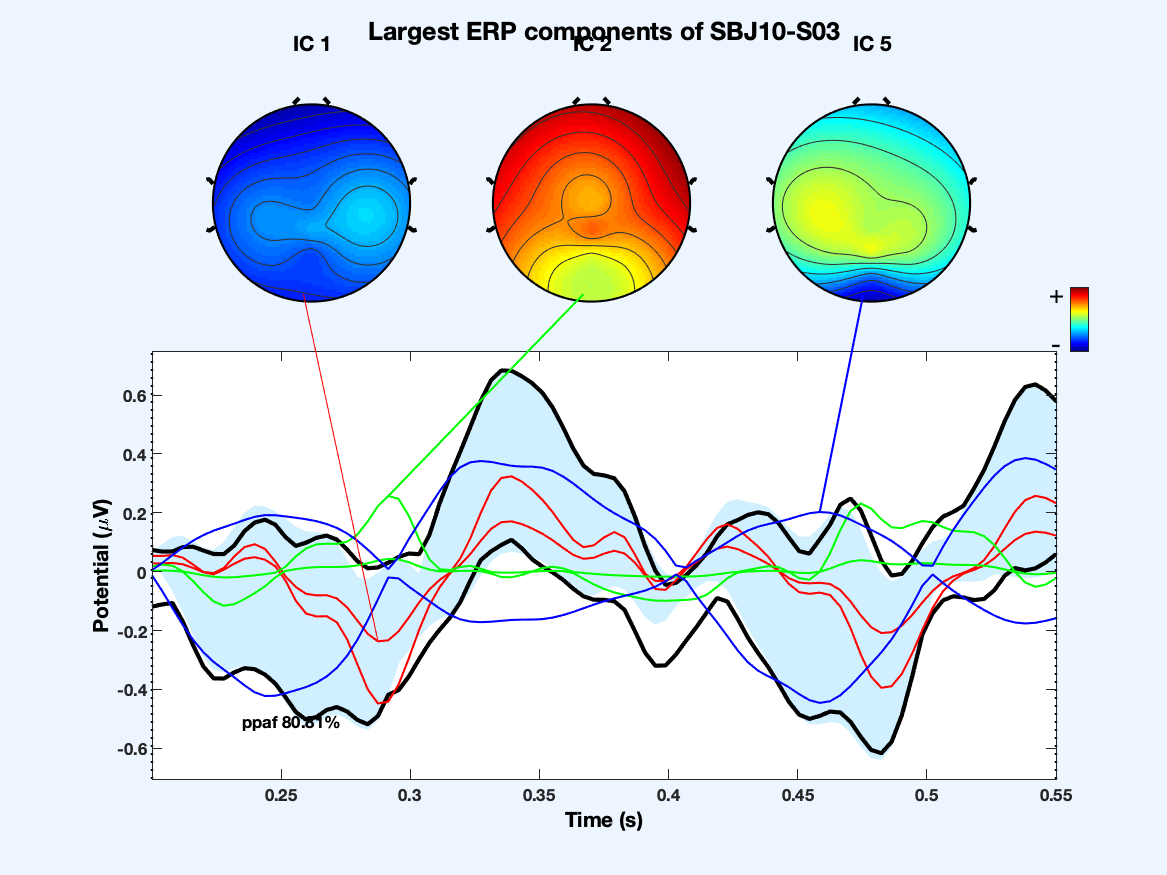 Largest ERP components of SBJ10-S03
IC 1
IC 2
IC 5
+
-
Potential (μV)
0.6
0.4
0.2
0
-0.2
-0.4
-0.6
ppaf 80.81%
0.25
0.3
0.35
0.4
0.45
0.5
0.55
Time (s)